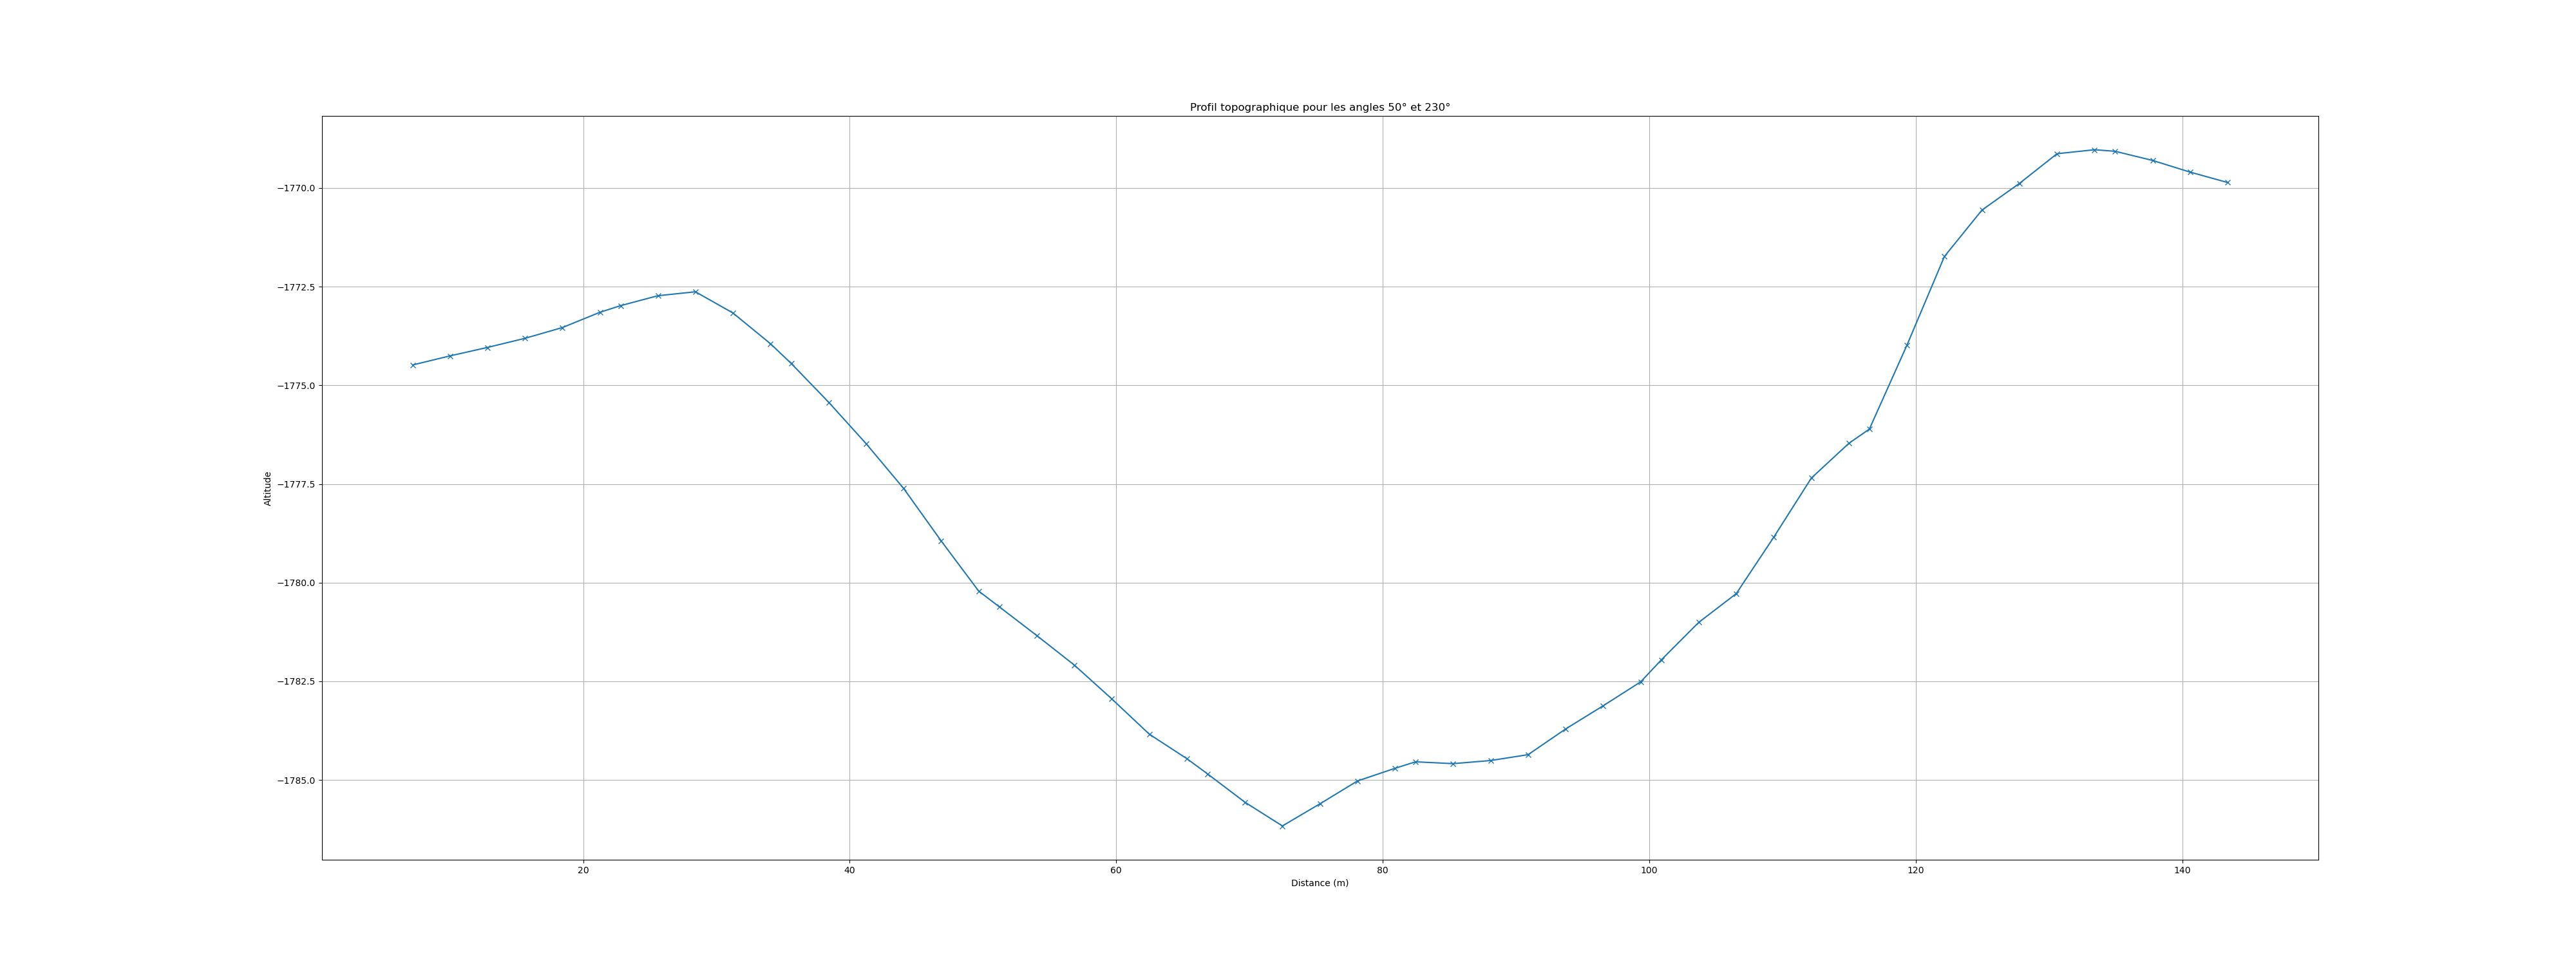 Profil topographique pour les angles 50° et 230°
Altitude
−1770.0
−1772.5
−1775.0
−1777.5
−1780.0
−1782.5
−1785.0
20 40 60 80 100 120 140
Distance (m)